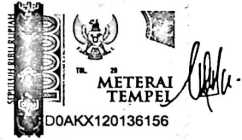 SEPULUH RIBU RUPIAH
TGL. 20
METERAI
TEMPEL
D0AKX120136156